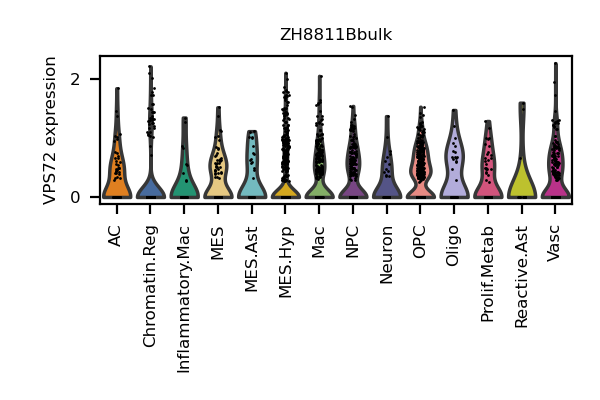 ZH8811Bbulk
VPS72 expression
2
0
AC
Chromatin.Reg
Inflammatory.Mac
MES
MES.Ast
MES.Hyp
Mac
NPC
Neuron
OPC
Oligo
Prolif.Metab
Reactive.Ast
Vasc